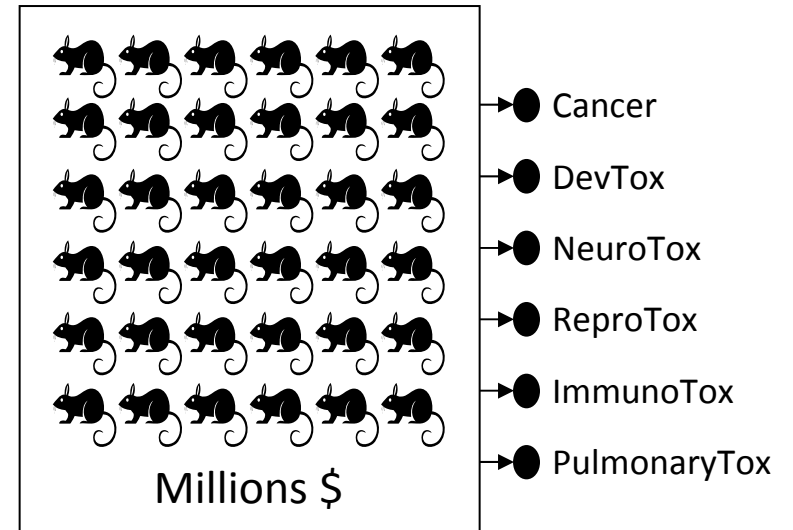 Cancer
DevTox
NeuroTox
ReproTox
ImmunoTox
PulmonaryTox
Millions $